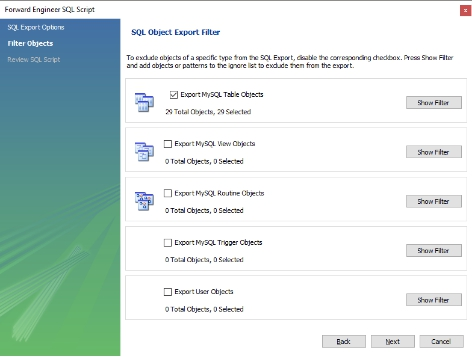 Forward Engineer SQL Script
x
SQL Export Options
Filter Objects
Review SQL Script
SQL Object Export Filter
To exclude objects of a specific type from the SQL Export, disable the corresponding checkbox. Press Show Filter
and add objects or patterns to the ignore list to exclude them from the export.
Export MySQL Table Objects
29 Total Objects, 29 Selected
Show Filter
Export MySQL View Objects
0 Total Objects, 0 Selected
Show Filter
Export MySQL Routine Objects
0 Total Objects, 0 Selected
Show Filter
Export MySQL Trigger Objects
0 Total Objects, 0 Selected
Show Filter
Export User Objects
0 Total Objects, 0 Selected
Show Filter
Back
Next
Cancel